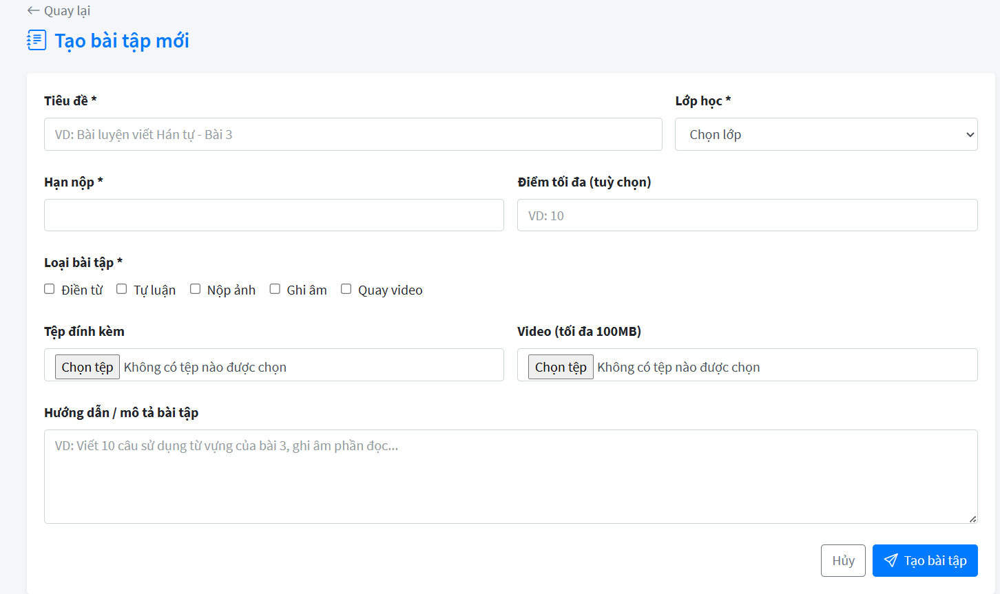 ← Quay lại
Tạo bài tập mới
Tiêu đề * Lớp học *
VD: Bài luyện viết Hán tự - Bài 3 Chọn lớp
Hạn nộp * Điểm tối đa (tuỳ chọn)
VD: 10
Loại bài tập *
Điền từ Tự luận Nộp ảnh Ghi âm Quay video
Tệp đính kèm Video (tối đa 100MB)
Chọn tệp Không có tệp nào được chọn Chọn tệp Không có tệp nào được chọn
Hướng dẫn / mô tả bài tập
VD: Viết 10 câu sử dụng từ vựng của bài 3, ghi âm phần đọc...
Hủy Tạo bài tập